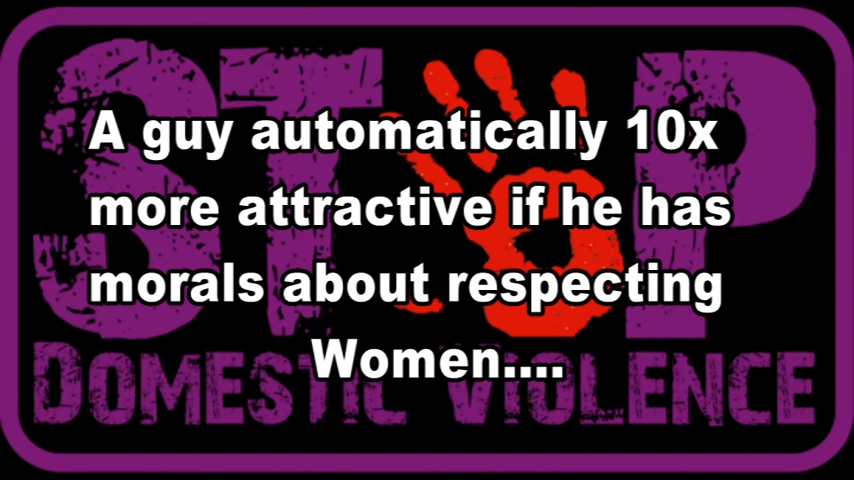 STOP
DOMESTIC VIOLENCE
A guy automatically 10x
more attractive if he has
morals about respecting
Women....